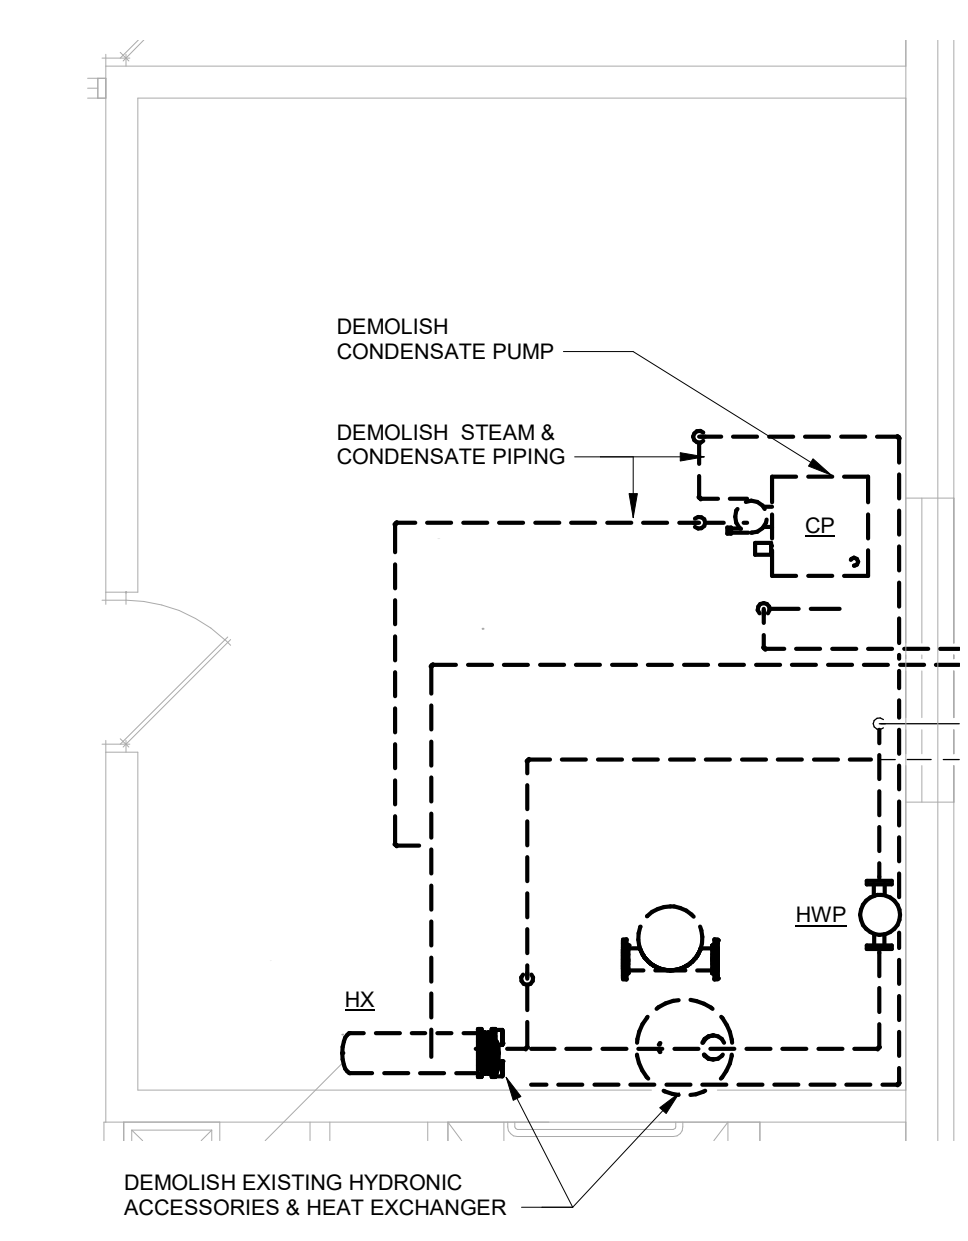 DEMOLISH
CONDENSATE PUMP
DEMOLISH  STEAM &
CONDENSATE PIPING
CP
HWP
HX
DEMOLISH EXISTING HYDRONIC
ACCESSORIES & HEAT EXCHANGER